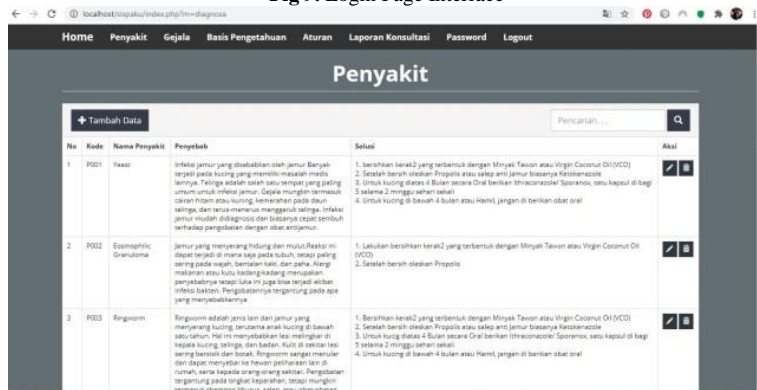 localhost/sispaku/index.php?m=diagnosa
Home Penyakit Gejala Basis Pengetahuan Aturan Laporan Konsultasi Password Logout
Penyakit
+ Tambah Data
Pencarian. . .
No Kode Nama Penyakit Penyebab Solusi Aksi
1 P001 Yeast
Infeksi jamur yang disebabkan oleh jamur Banyak
terjadi pada kucing yang memiliki masalah medis
lainnya. Telinga adalah salah satu tempat yang paling
umum untuk infeksi jamur. Gejala mungkin termasuk
cairan hitam atau kuning, kemerahan pada daun
telinga, dan terus-menerus menggaruk telinga. Infeksi
jamur mudah didiagnosis dan biasanya cepat sembuh
terhadap pengobatan dengan obat antijamur.
1. bersihkan kerak2 yang terbentuk dengan Minyak Tawon atau Virgin Coconut Oil (VCO)
2. Setelah bersih oleskan Propolis atau salep anti jamur biasanya Ketokenazole
3. Untuk kucing diatas 4 Bulan secara Oral berikan Ithraconazole/ Sporanox, satu kapsul di bagi
5 selama 2 minggu sehari sekali
4. Untuk kucing di bawah 4 bulan atau Hamil, jangan di berikan obat oral
2 P002 Eosinophilic
Granuloma
Jamur yang menyerang hidung dan mulut.Reaksi ini
dapat terjadi di mana saja pada tubuh, tetapi paling
sering pada wajah, bantalan kaki, dan paha. Alergi
makanan atau kutu kadang-kadang merupakan
penyebabnya tetapi luka ini juga bisa terjadi akibat
infeksi bakteri. Pengobatannya tergantung pada apa
yang menyebabkannya
1. Lakukan bersihkan kerak2 yang terbentuk dengan Minyak Tawon atau Virgin Coconut Oil
(VCO)
2. Setelah bersih oleskan Propolis
3 P003 Ringworm
Ringworm adalah jenis lain dari jamur yang
menyerang kucing, terutama anak kucing di bawah
satu tahun. Hal ini menyebabkan lesi melingkar di
kepala kucing, telinga, dan badan. Kulit di sekitar lesi
sering bersisik dan botak. Ringworm sangat menular
dan dapat menyebar ke hewan peliharaan lain di
rumah, serta kepada orang-orang sekitar. Pengobatan
tergantung pada tingkat keparahan, tetapi mungkin
1. Bersihkan kerak2 yang terbentuk dengan Minyak Tawon atau Virgin Coconut Oil (VCO)
2. Setelah bersih oleskan Propolis atau salep anti jamur biasanya Ketokenazole
3. Untuk kucig diatas 4 Bulan secara Oral berikan Ithraconazole/ Sporanox, satu kapsul di bagi
5 selama 2 minggu sehari sekali
4. Untuk kucing di bawah 4 bulan atau Hamil, jangan di berikan obat oral